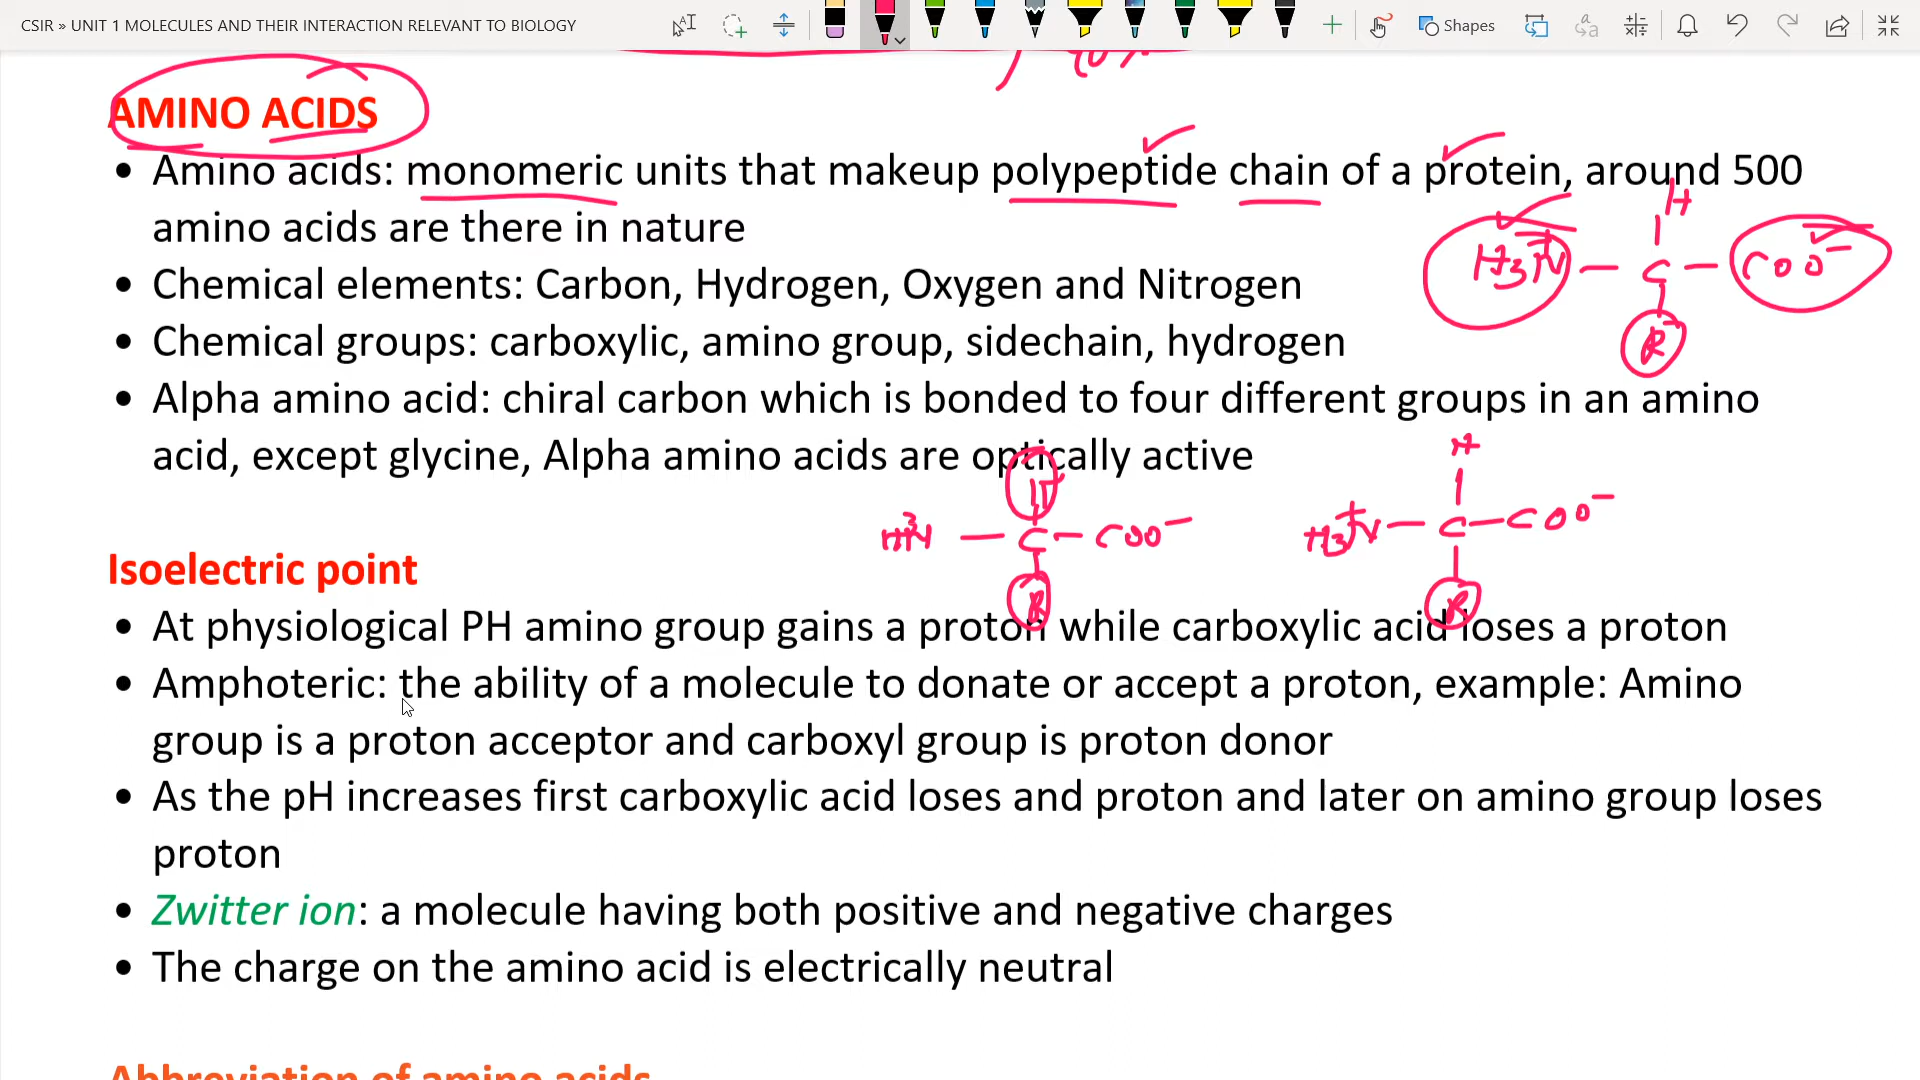 CSIR » UNIT 1 MOLECULES AND THEIR INTERACTION RELEVANT TO BIOLOGY
Shapes
AMINO ACIDS
• Amino acids: monomeric units that makeup polypeptide chain of a protein, around 500
amino acids are there in nature
H
H3N+ — C — COO−
R
• Chemical elements: Carbon, Hydrogen, Oxygen and Nitrogen
• Chemical groups: carboxylic, amino group, sidechain, hydrogen
• Alpha amino acid: chiral carbon which is bonded to four different groups in an amino
acid, except glycine, Alpha amino acids are optically active
H
C — COO−
R
H
H3N+ — C — COO−
R
Isoelectric point
• At physiological PH amino group gains a proton while carboxylic acid loses a proton
• Amphoteric: the ability of a molecule to donate or accept a proton, example: Amino
group is a proton acceptor and carboxyl group is proton donor
• As the pH increases first carboxylic acid loses and proton and later on amino group loses
proton
• Zwitter ion: a molecule having both positive and negative charges
• The charge on the amino acid is electrically neutral
Abbreviation of amino acids